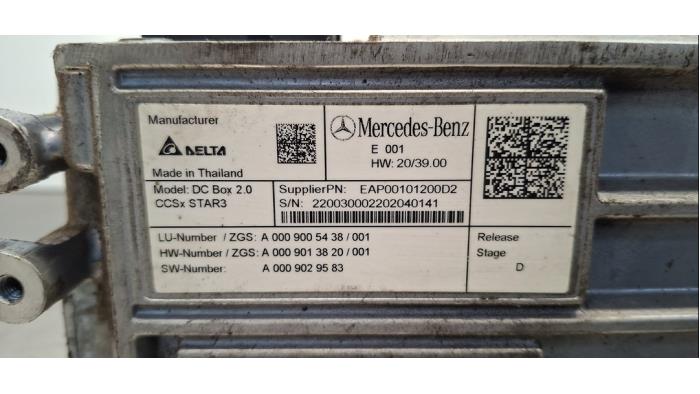 Manufacturer
DELTA
Made in Thailand
Mercedes-Benz
E 001
HW: 20/39.00
Model: DC Box 2.0
CCSx STAR3
SupplierPN: EAP00101200D2
S/N: 220030002202040141
LU-Number / ZGS: A 000 900 54 38 / 001
HW-Number / ZGS: A 000 901 38 20 / 001
SW-Number: A 000 902 95 83
Release
Stage
D